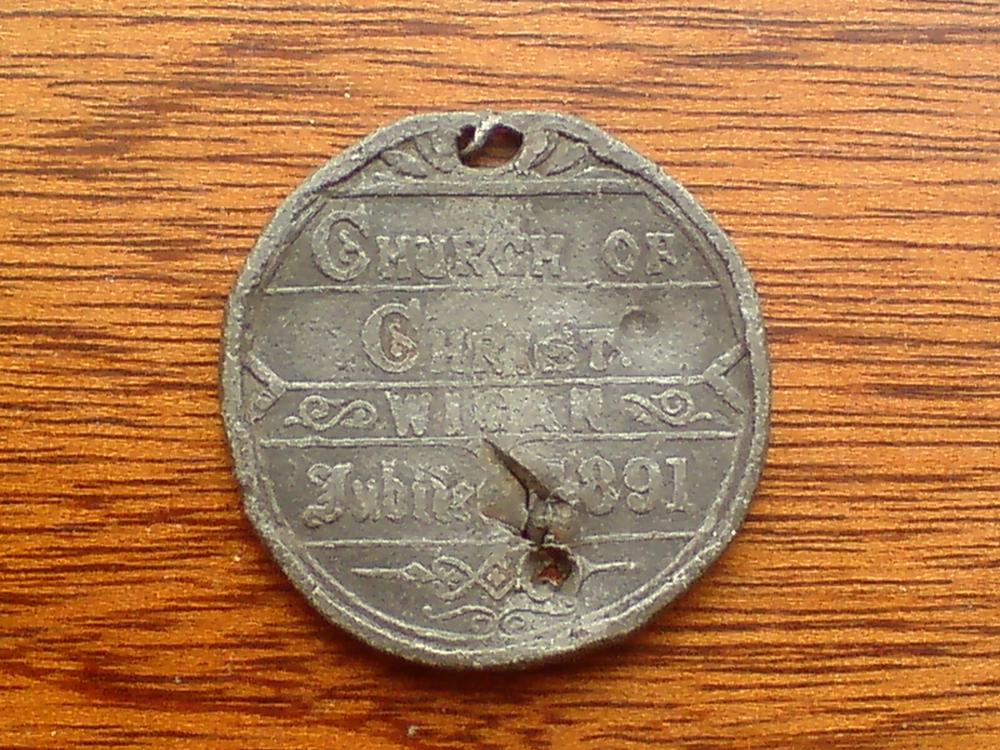 CHURCH OF
CHRIST.
WIGAN
Jubilee 1891